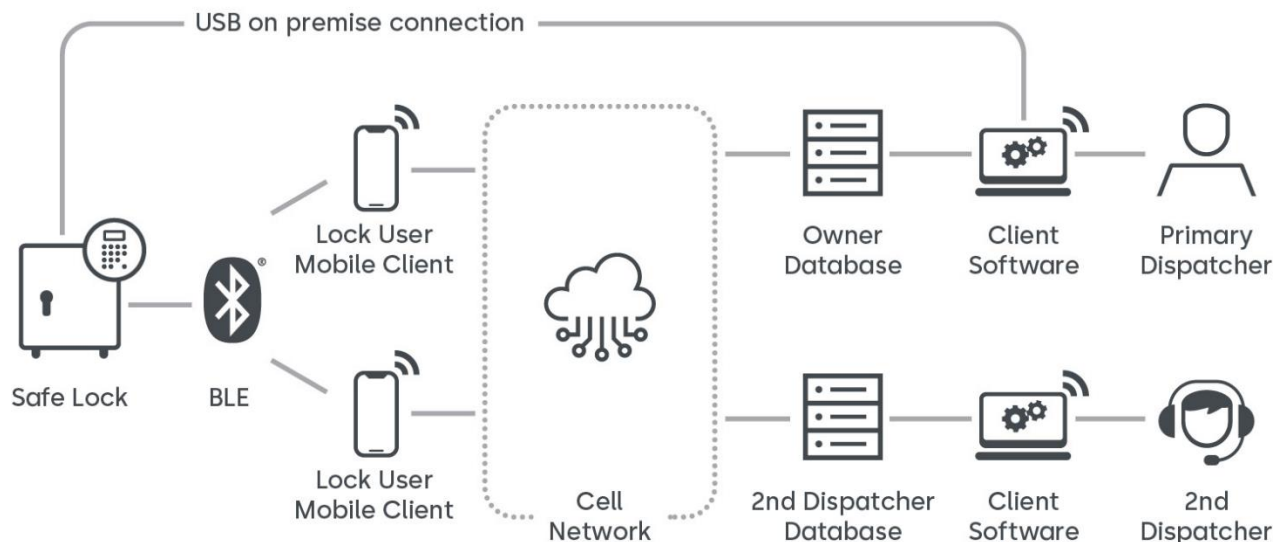 USB on premise connection
Lock User
Mobile Client
Owner
Database
Client
Software
Primary
Dispatcher
Safe Lock
BLE
®
Lock User
Mobile Client
Cell
Network
2nd Dispatcher
Database
Client
Software
2nd
Dispatcher